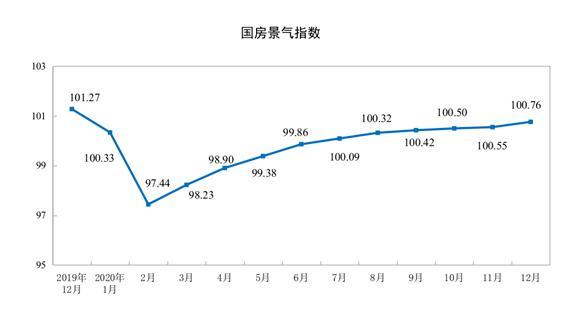 国房景气指数
103
101
99
97
95
101.27
100.33
97.44
98.23
98.90
99.38
99.86
100.09
100.32
100.42
100.50
100.55
100.76
2019年
12月
2020年
1月
2月
3月
4月
5月
6月
7月
8月
9月
10月
11月
12月